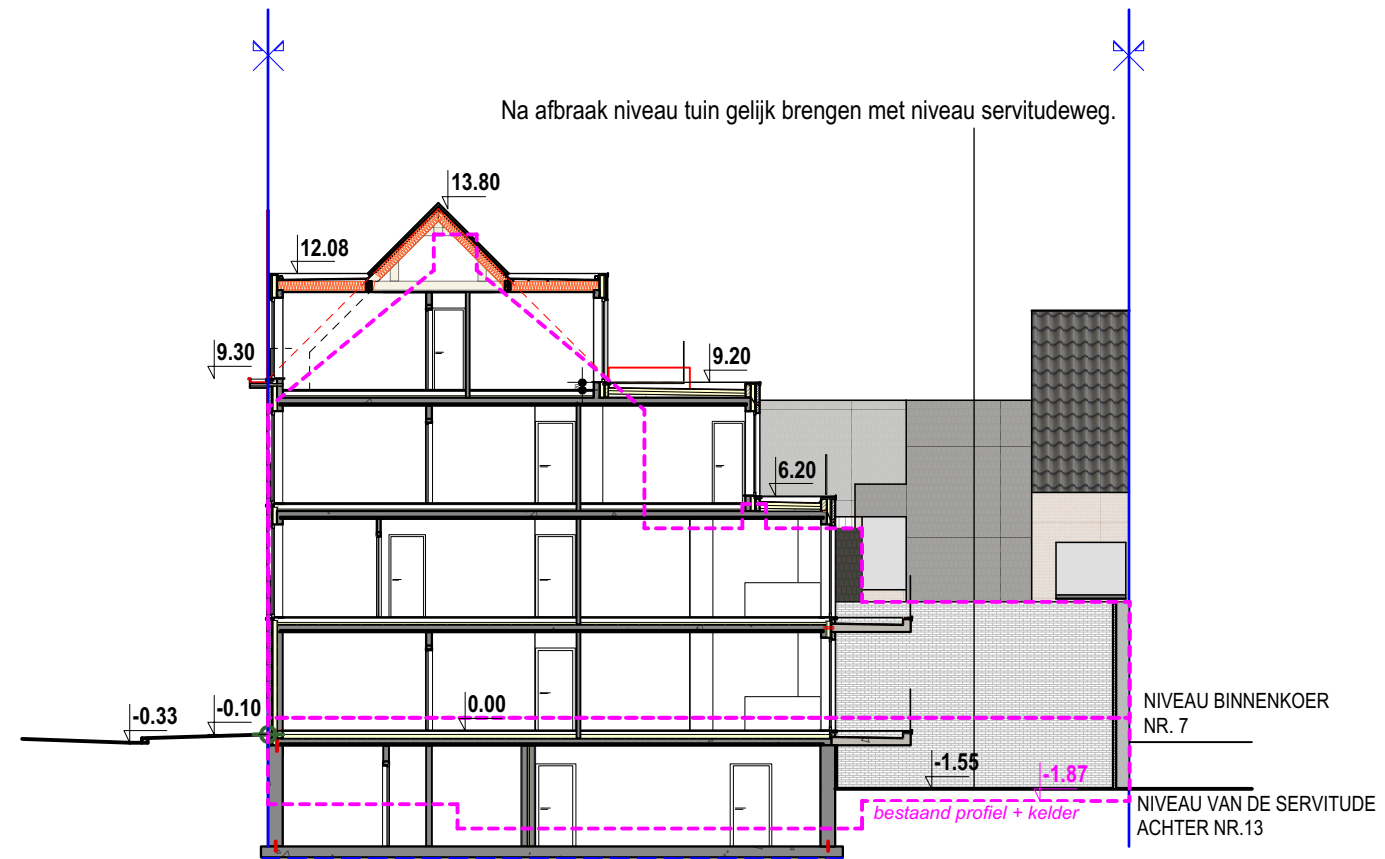 Na afbraak niveau tuin gelijk brengen met niveau servitudeweg.
13.80
12.08
9.30
9.20
6.20
-0.33
-0.10
0.00
NIVEAU BINNENKOER
NR. 7
-1.55
-1.87
bestaand profiel + kelder
NIVEAU VAN DE SERVITUDE
ACHTER NR.13